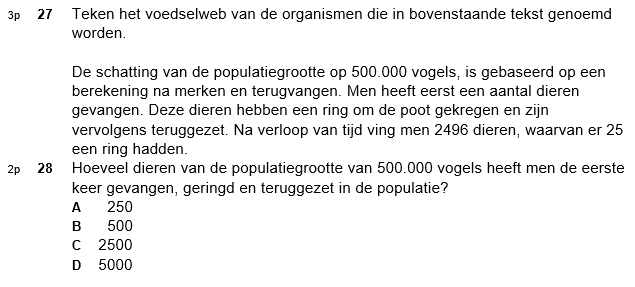 3p 27 Teken het voedselweb van de organismen die in bovenstaande tekst genoemd
worden.
De schatting van de populatiegrootte op 500.000 vogels, is gebaseerd op een
berekening na merken en terugvangen. Men heeft eerst een aantal dieren
gevangen. Deze dieren hebben een ring om de poot gekregen en zijn
vervolgens teruggezet. Na verloop van tijd ving men 2496 dieren, waarvan er 25
een ring hadden.
2p 28 Hoeveel dieren van de populatiegrootte van 500.000 vogels heeft men de eerste
keer gevangen, geringd en teruggezet in de populatie?
A 250
B 500
C 2500
D 5000